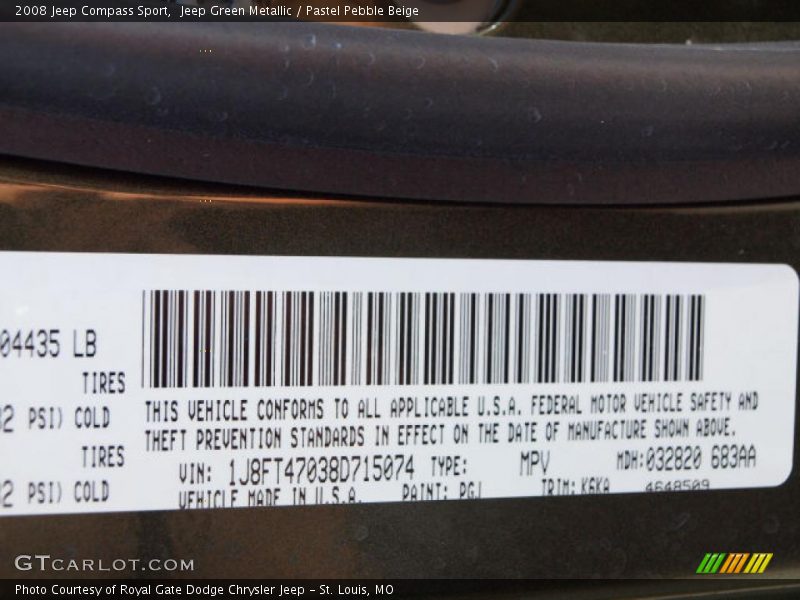 2008 Jeep Compass Sport,  Jeep Green Metallic / Pastel Pebble Beige
04435 LB
TIRES
PSI) COLD
TIRES
PSI) COLD
THIS VEHICLE CONFORMS TO ALL APPLICABLE U.S.A. FEDERAL MOTOR VEHICLE SAFETY AND
THEFT PREVENTION STANDARDS IN EFFECT ON THE DATE OF MANUFACTURE SHOWN ABOVE.
VIN: 1J8FT47038D715074 TYPE: MPV MDH:032820 683AA
VEHICLE MADE IN U.S.A. PAINT: PGJ TRIM: K6KA 4648509
GTCARLOT.COM
Photo Courtesy of Royal Gate Dodge Chrysler Jeep - St. Louis, MO